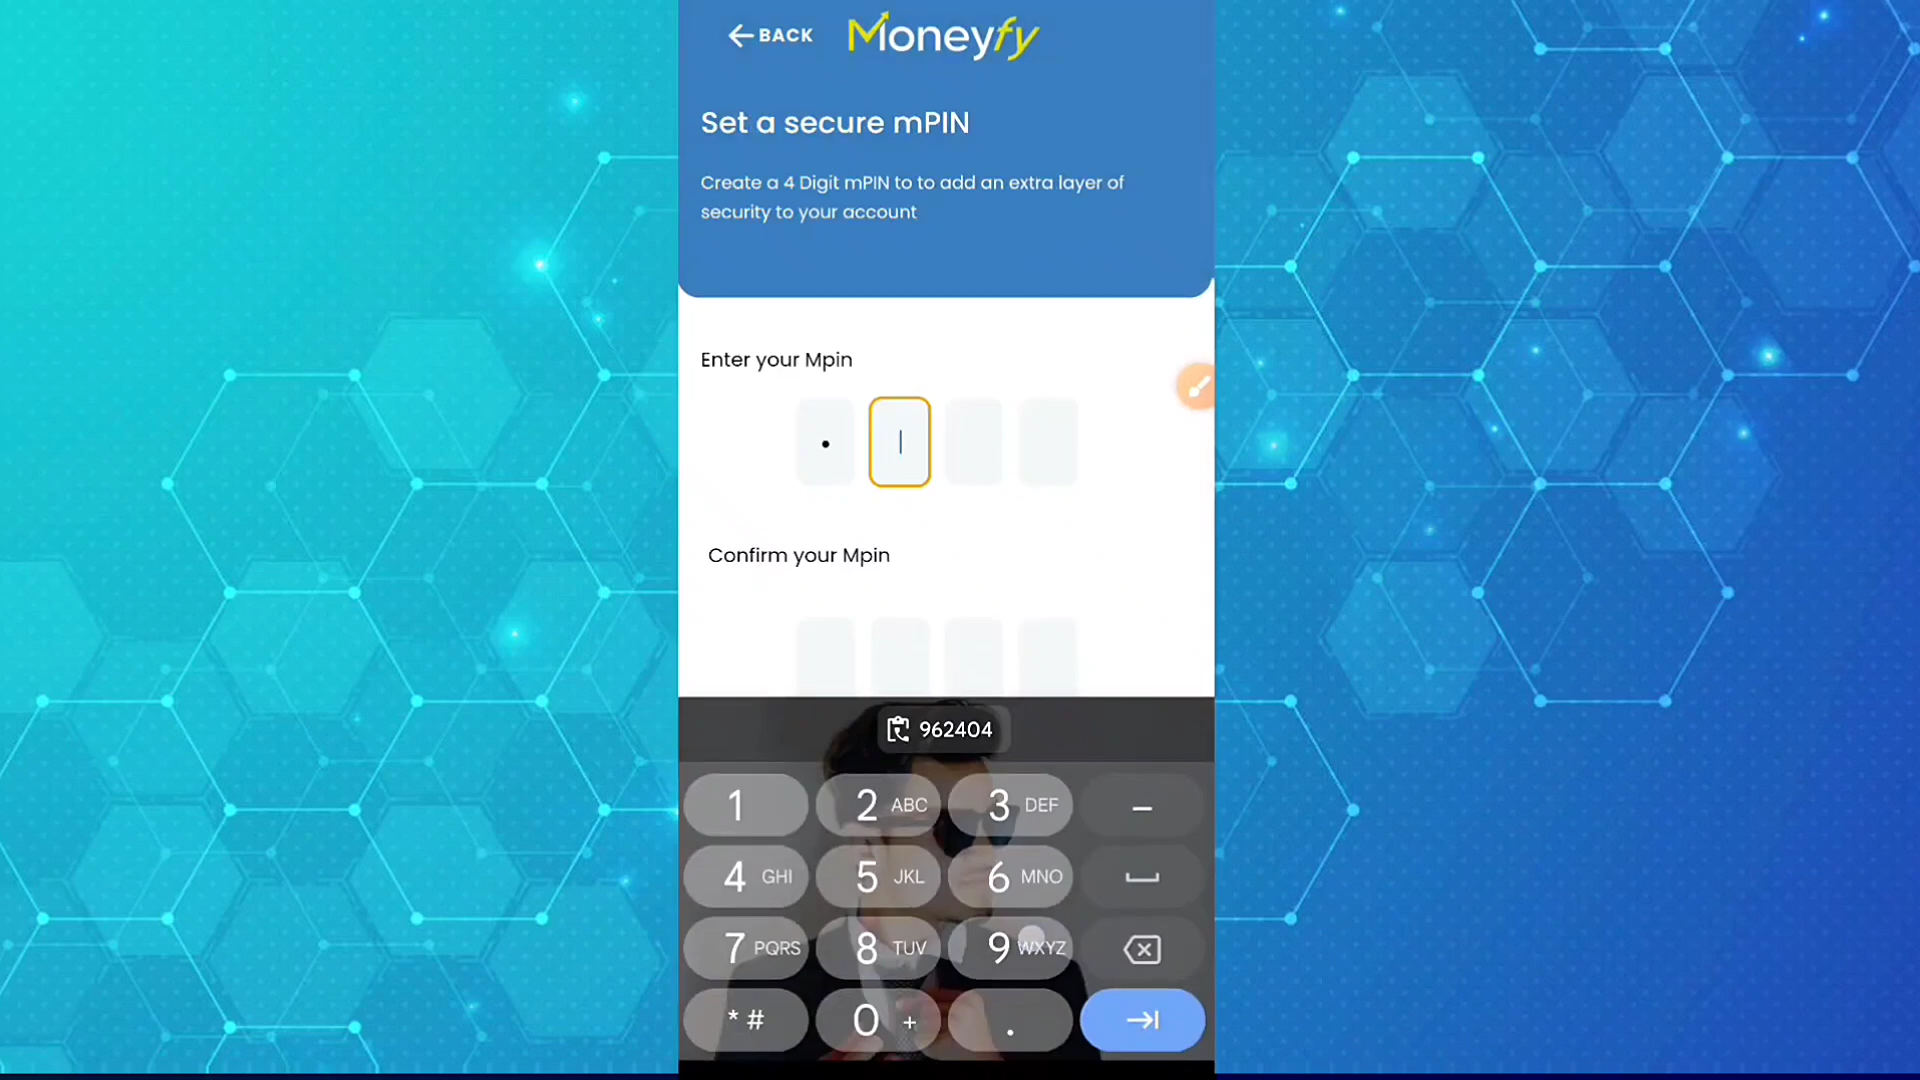 BACK
Moneyfy
Set a secure mPIN
Create a 4 Digit mPIN to to add an extra layer of
security to your account
Enter your Mpin
Confirm your Mpin
962404
1 2 ABC 3 DEF –
4 GHI 5 JKL 6 MNO
7 PQRS 8 TUV 9 WXYZ
* # 0 + .